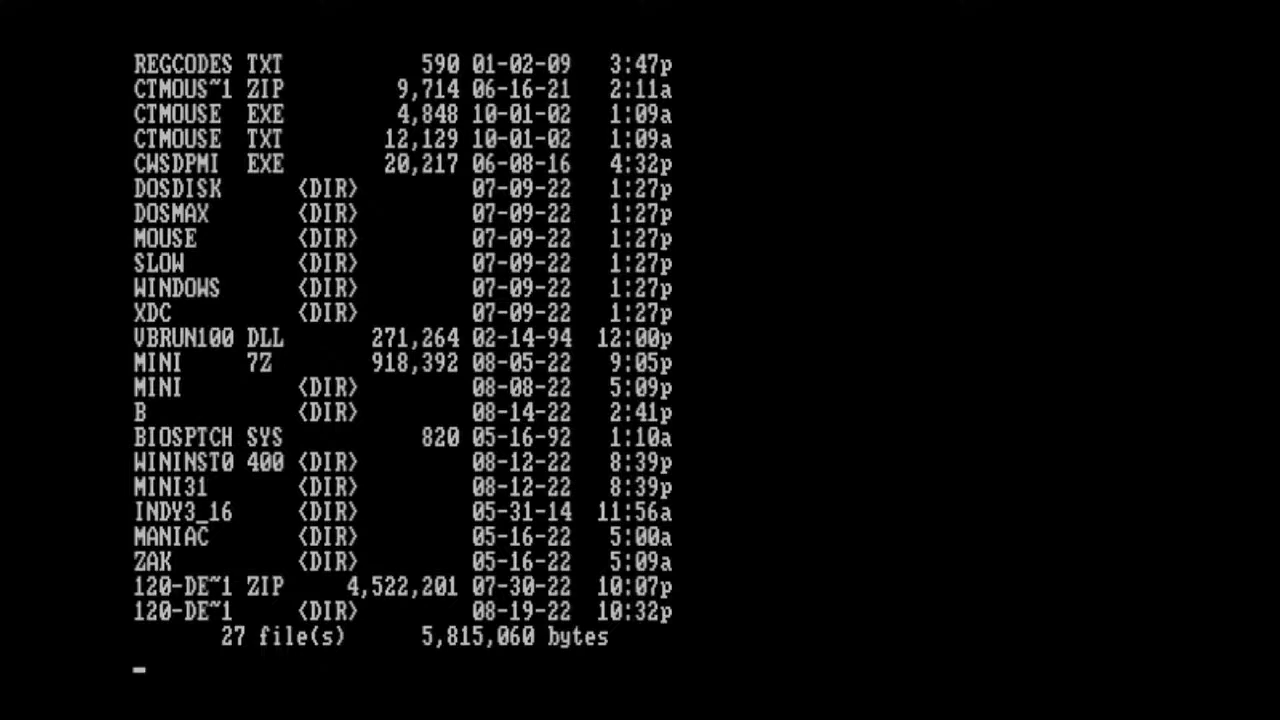 REGCODES TXT 590 01-02-09 3:47p
CTMOUS~1 ZIP 9,714 06-16-21 2:11a
CTMOUSE EXE 4,848 10-01-02 1:09a
CTMOUSE TXT 12,129 10-01-02 1:09a
CWSDPMI EXE 20,217 06-08-16 4:32p
DOSDISK <DIR> 07-09-22 1:27p
DOSMAX <DIR> 07-09-22 1:27p
MOUSE <DIR> 07-09-22 1:27p
SLOW <DIR> 07-09-22 1:27p
WINDOWS <DIR> 07-09-22 1:27p
XDC <DIR> 07-09-22 1:27p
VBRUN100 DLL 271,264 02-14-94 12:00p
MINI 7Z 918,392 08-05-22 9:05p
MINI <DIR> 08-08-22 5:09p
B <DIR> 08-14-22 2:41p
BIOSPTCH SYS 820 05-16-92 1:10a
WININST0 400 <DIR> 08-12-22 8:39p
MINI31 <DIR> 08-12-22 8:39p
INDY3_16 <DIR> 05-31-14 11:56a
MANIAC <DIR> 05-16-22 5:00a
ZAK <DIR> 05-16-22 5:09a
120-DE~1 ZIP 4,522,201 07-30-22 10:07p
120-DE~1 <DIR> 08-19-22 10:32p
27 file(s) 5,815,060 bytes